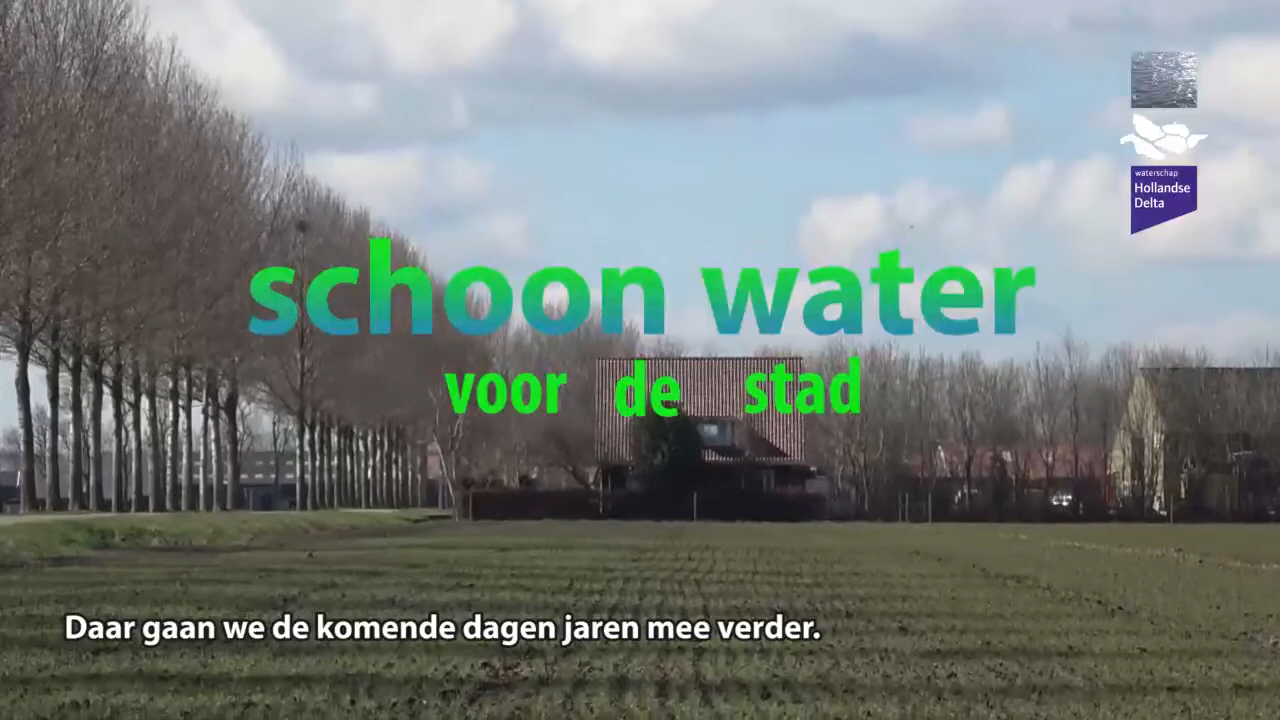 waterschap
Hollandse
Delta
schoon water
voor de stad
Daar gaan we de komende dagen jaren mee verder.